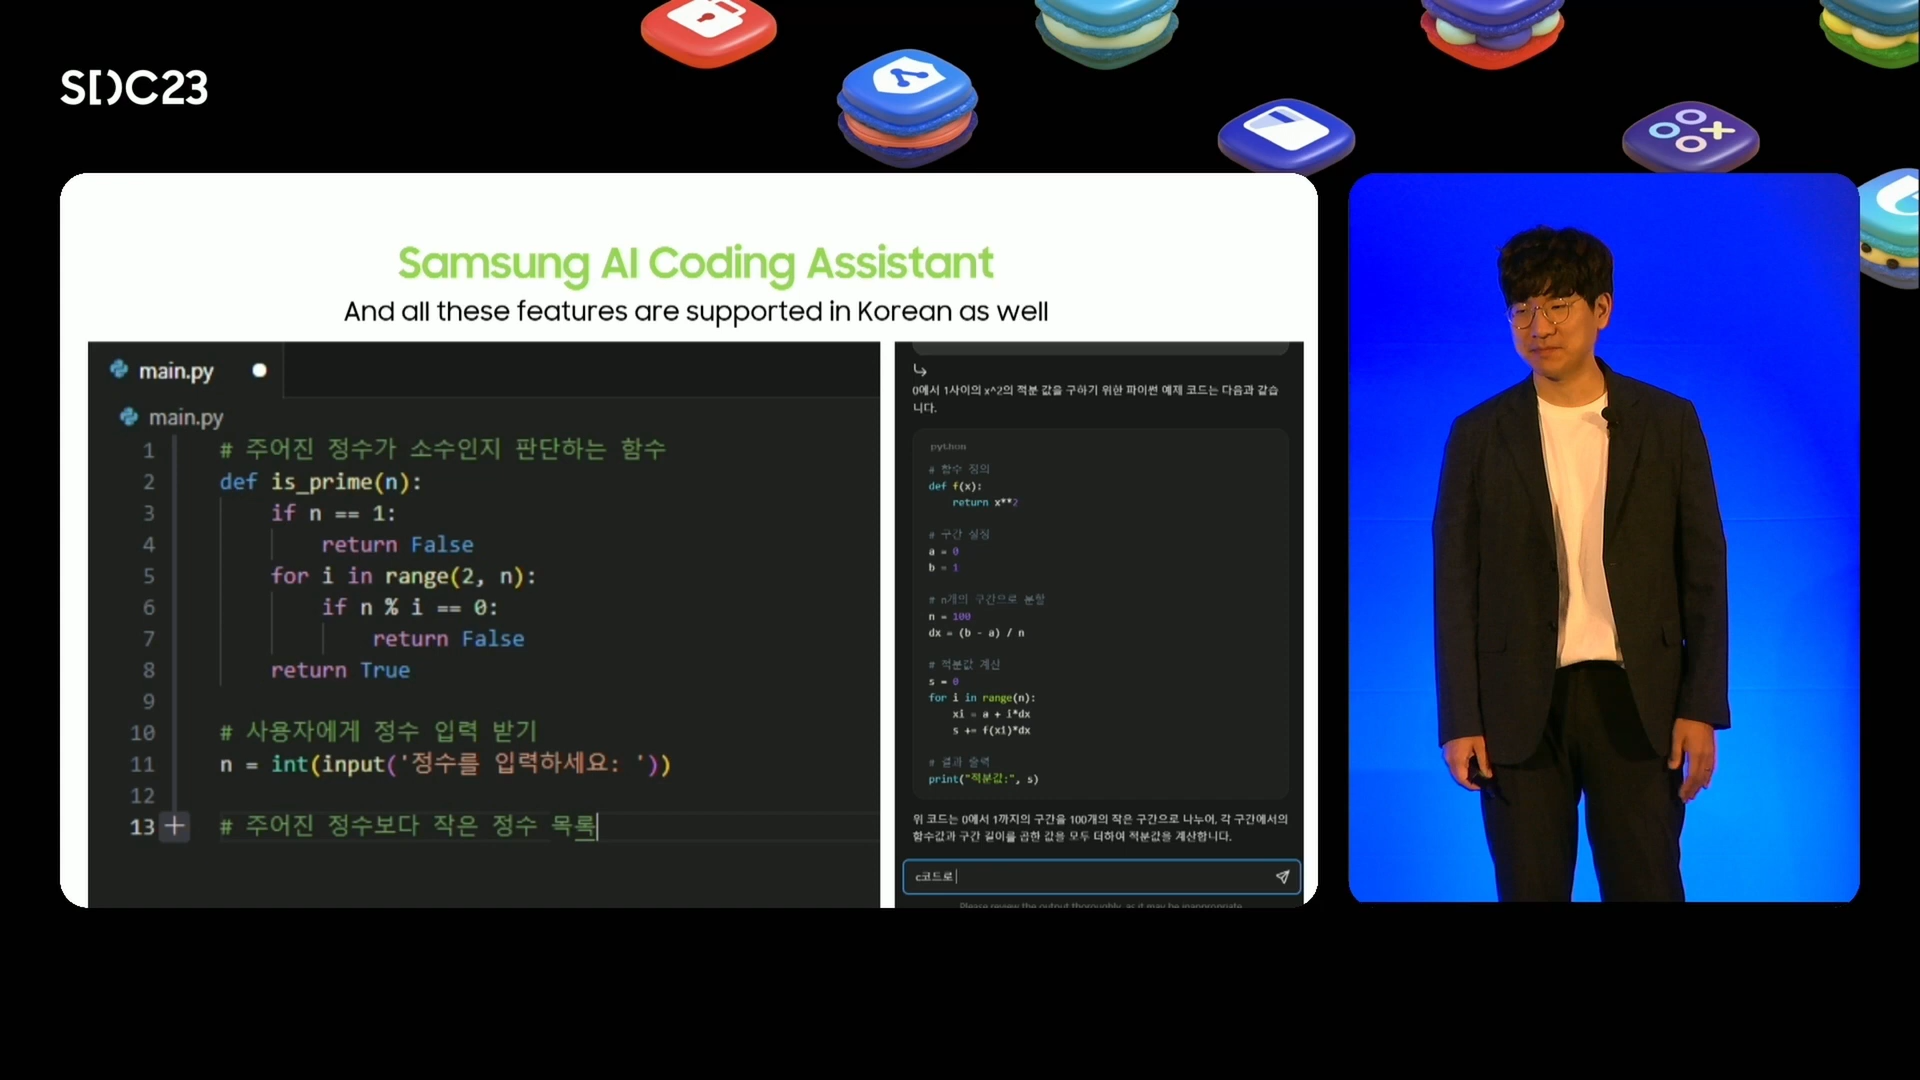 SDC23
Samsung AI Coding Assistant
And all these features are supported in Korean as well
main.py
main.py
1 # 주어진 정수가 소수인지 판단하는 함수
2 def is_prime(n):
3 if n == 1:
4 return False
5 for i in range(2, n):
6 if n % i == 0:
7 return False
8 return True
9
10 # 사용자에게 정수 입력 받기
11 n = int(input('정수를 입력하세요: '))
12
13 # 주어진 정수보다 작은 정수 목록
0에서 1사이의 x^2의 적분 값을 구하기 위한 파이썬 예제 코드는 다음과 같습
니다.
python
# 함수 정의
def f(x):
return x**2
# 구간 설정
a = 0
b = 1
# n개의 구간으로 분할
n = 100
dx = (b - a) / n
# 적분값 계산
s = 0
for i in range(n):
xi = a + i*dx
s += f(xi)*dx
# 결과 출력
print("적분값:", s)
위 코드는 0에서 1까지의 구간을 100개의 작은 구간으로 나누어, 각 구간에서의
함수값과 구간 길이를 곱한 값을 모두 더하여 적분값을 계산합니다.
c코드로
Please review the output thoroughly, as it may be inappropriate